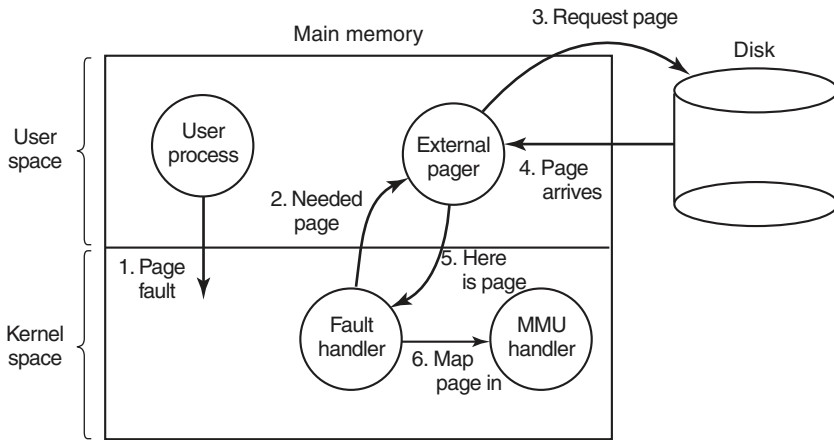 Main memory
3. Request page
Disk
User
space
User
process
External
pager
4. Page
arrives
2. Needed
page
1. Page
fault
5. Here
is page
Kernel
space
Fault
handler
6. Map
page in
MMU
handler